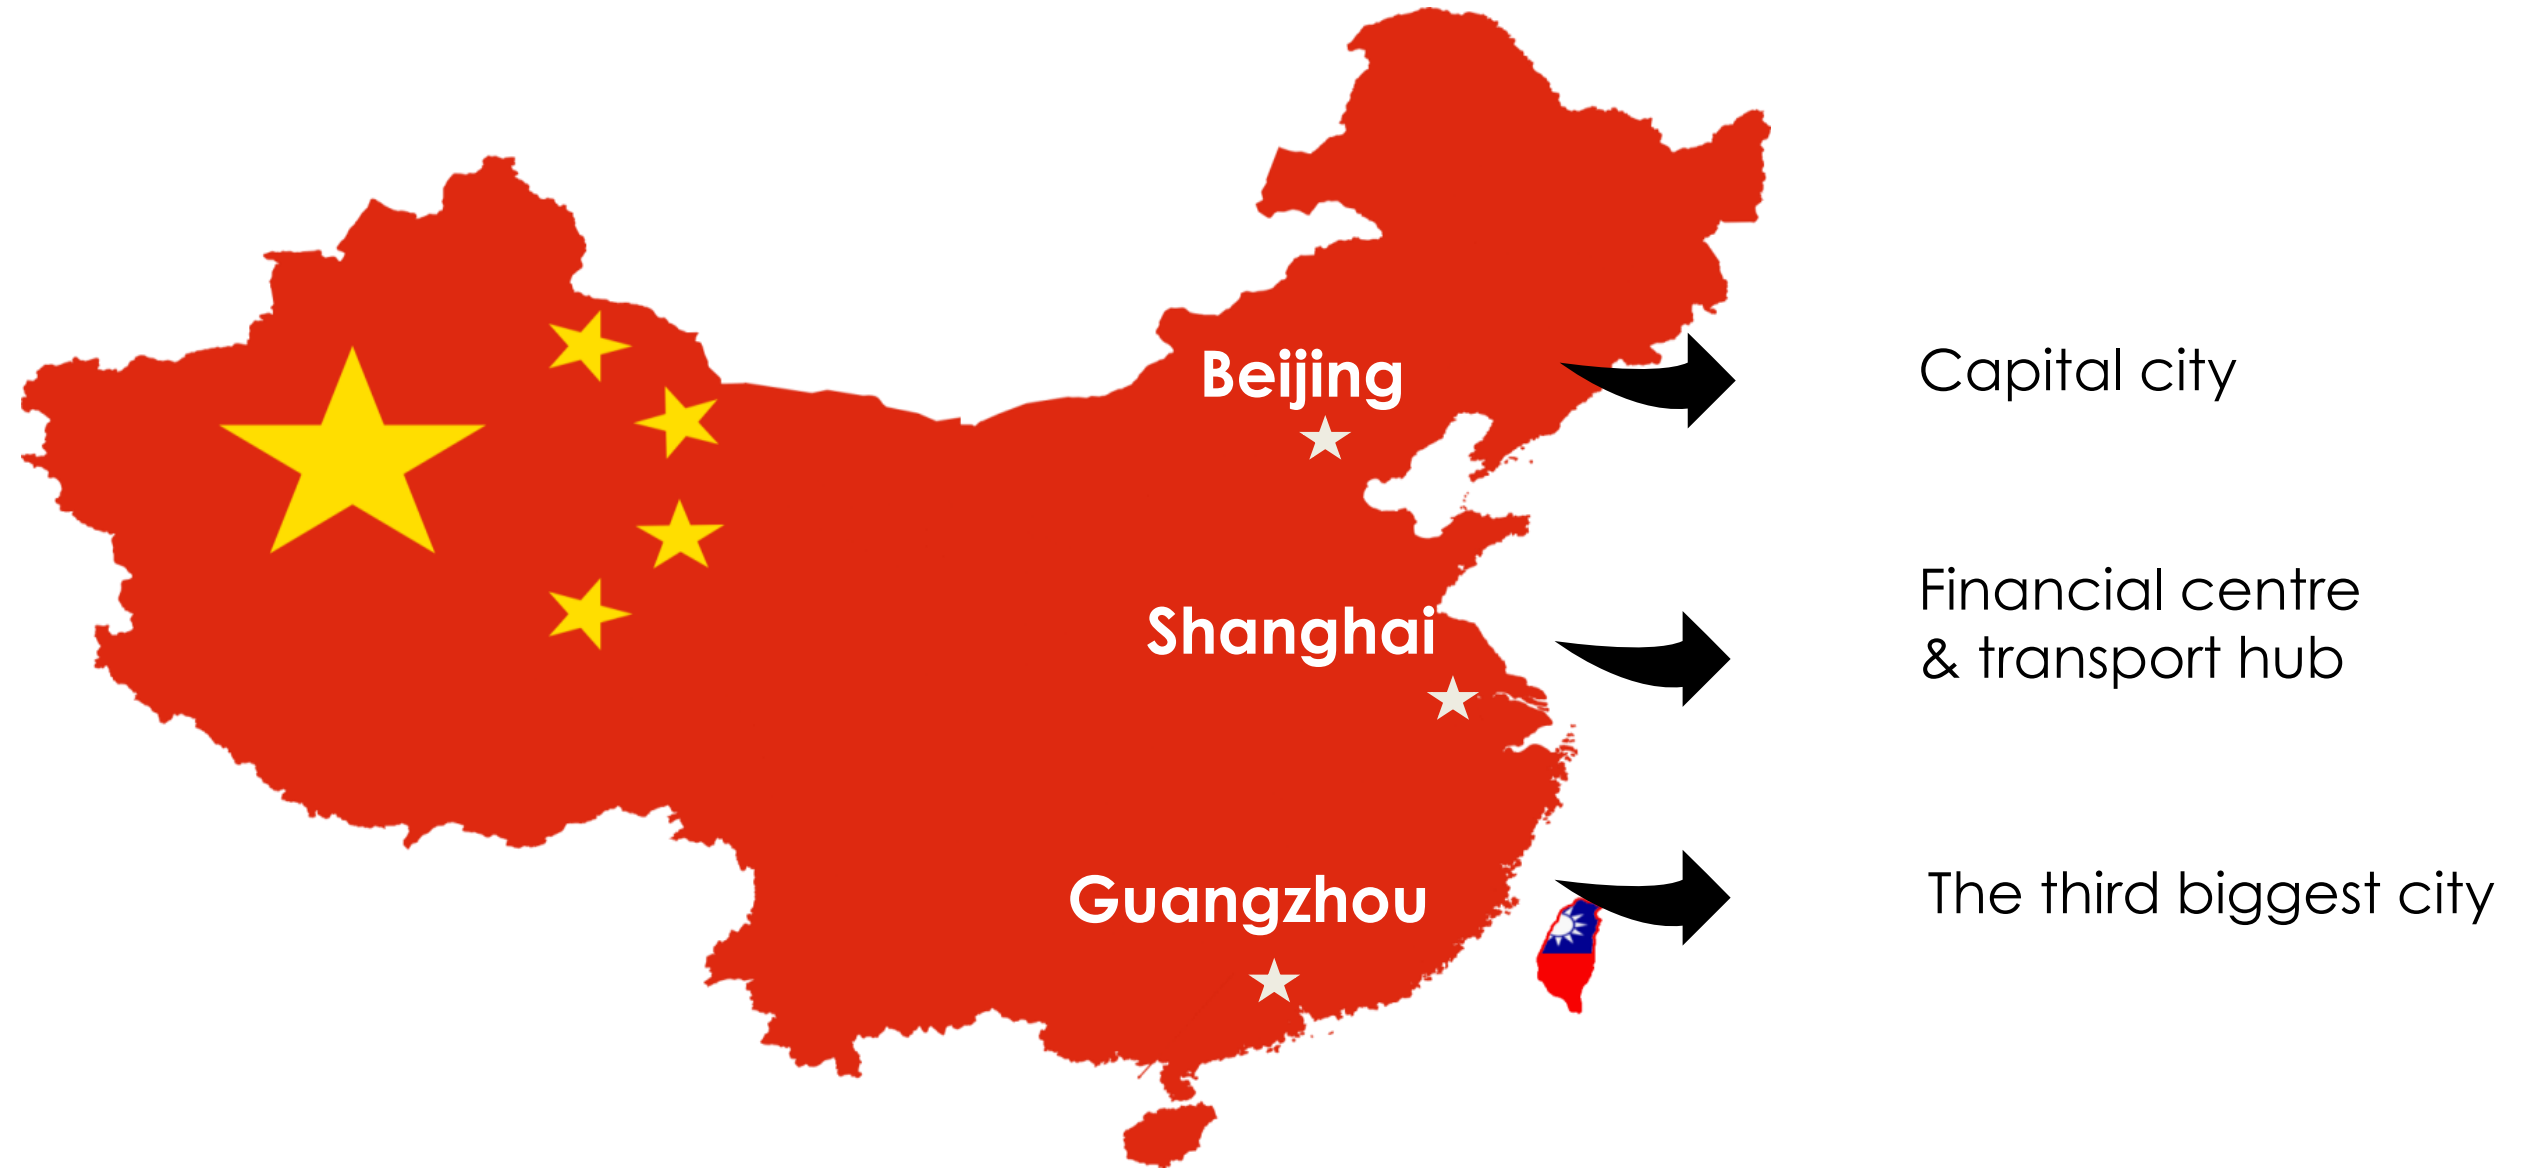 Beijing
Capital city
Shanghai
Financial centre
& transport hub
Guangzhou
The third biggest city